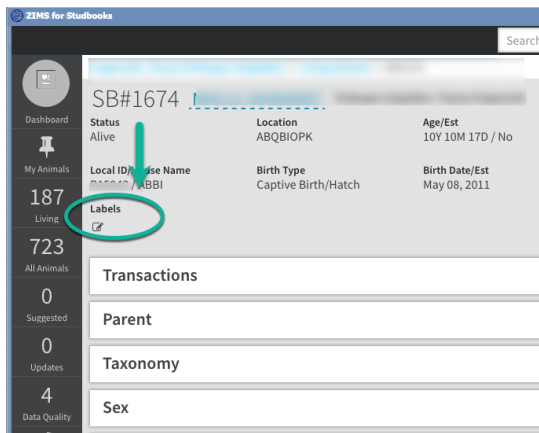 ZIMS for Studbooks
Search
Dashboard
My Animals
187
Living
723
All Animals
0
Suggested
0
Updates
4
Data Quality
SB#1674
Status Location Age/Est
Alive ABQBIOPK 10Y 10M 17D / No
Local ID/ Name Birth Type Birth Date/Est
/ ABBI Captive Birth/Hatch May 08, 2011
Labels
Transactions
Parent
Taxonomy
Sex